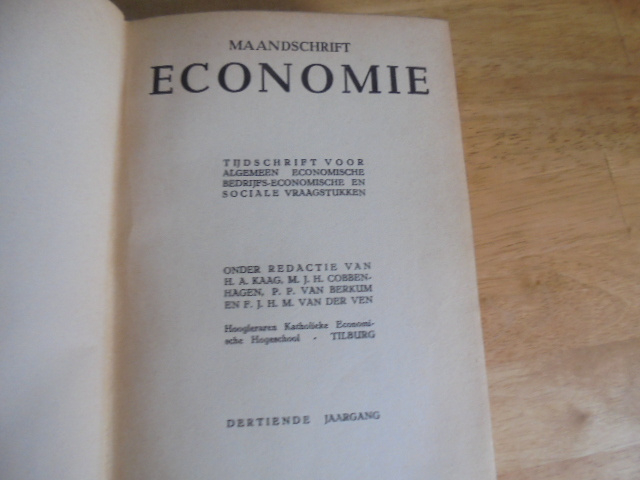 MAANDSCHRIFT
ECONOMIE
TIJDSCHRIFT VOOR
ALGEMEEN ECONOMISCHE
BEDRIJFS-ECONOMISCHE EN
SOCIALE VRAAGSTUKKEN
ONDER REDACTIE VAN
H. A. KAAG, M. J. H. COBBEN-
HAGEN, P. P. VAN BERKUM
EN F. J. H. M. VAN DER VEN
Hoogleraren Katholieke Economi-
sche Hogeschool - TILBURG
DERTIENDE JAARGANG